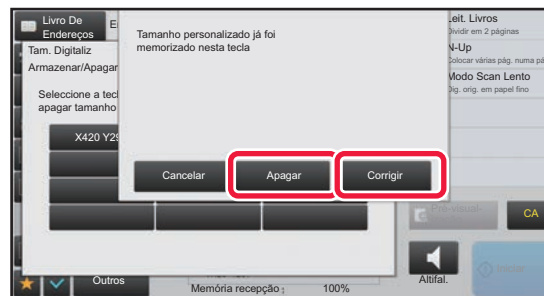 Livro De
Endereços
E
Tam. Digitaliz
Armazenar/Apagar
Seleccione a tec
apagar tamanho
X420 Y29
Tamanho personalizado já foi
memorizado nesta tecla
Cancelar
Apagar
Corrigir
Leit. Livros
Dividir em 2 páginas
N-Up
Colocar várias pág. numa pá
Modo Scan Lento
Dig. orig. em papel fino
CA
Outros
Memória recepção :
100%
Altifal.
Iniciar